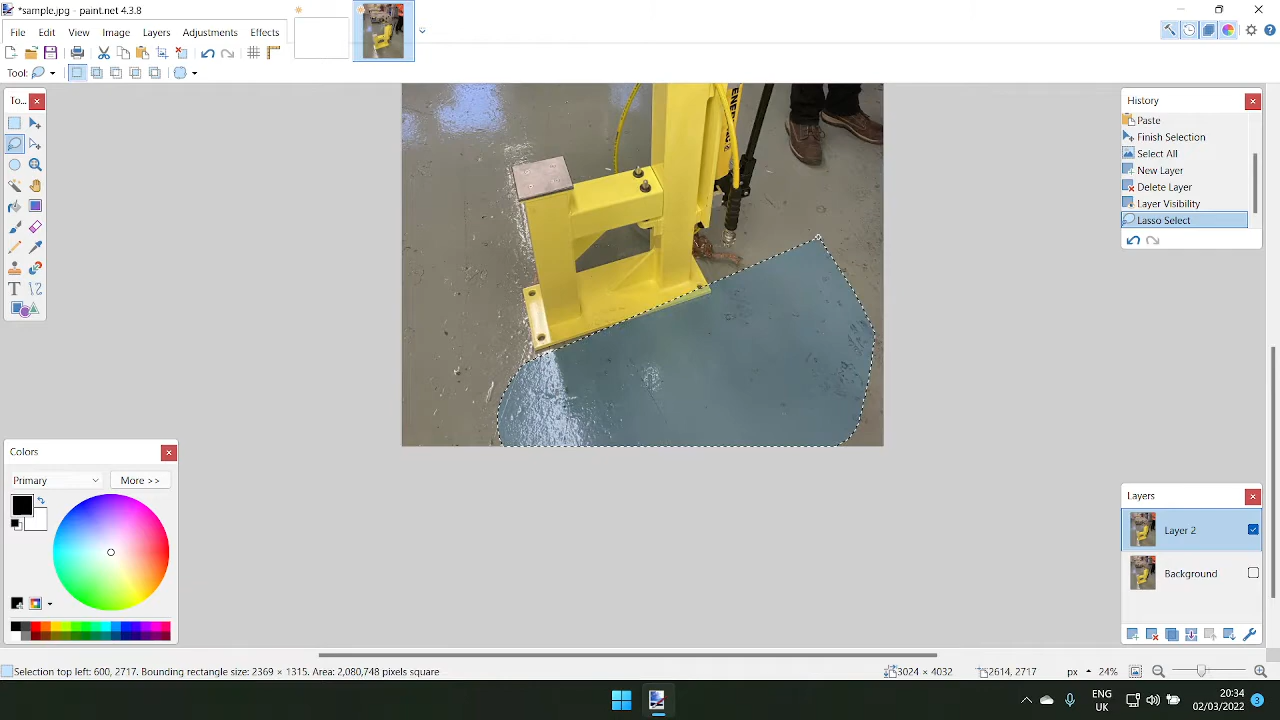 *sample.jpg - paint.net 4.3.8
File Edit View Image Layers Adjustments Effects
Tool:
To...
History
Paste
Finish Selection
Select All
New Layer
Delete Layer
Layer Visibility
Lasso Select
Colors
Primary
More >>
Layers
Layer 2
Background
Selection top left: 600, 2717. Bounding rectangle size: 2369 × 1315. Area: 2,080,748 pixels square
3024 × 4032
2614, 2717
px
24%
ENG
UK
20:34
02/03/2022
3